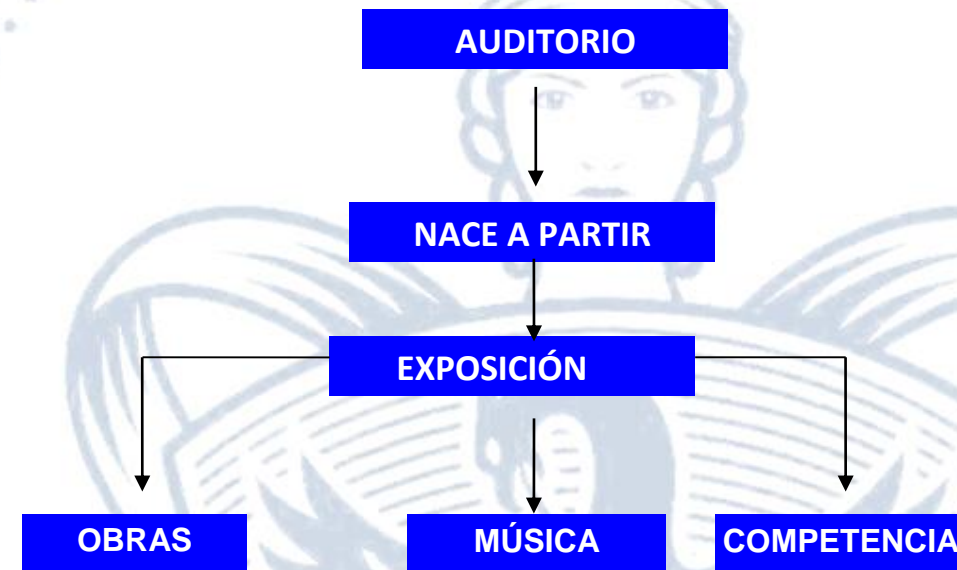 AUDITORIO
NACE A PARTIR
EXPOSICIÓN
OBRAS
MÚSICA
COMPETENCIA